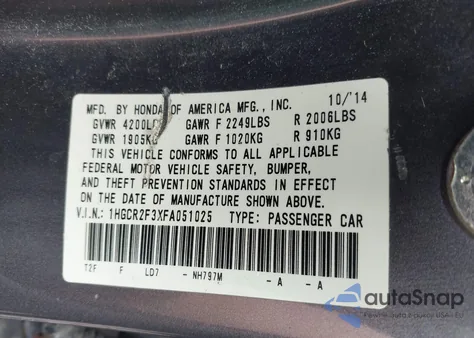 MFD. BY HONDA OF AMERICA MFG., INC. 10/'14
GVWR 4200L GAWR F 2249LBS R 2006LBS
GVWR 1905KG GAWR F 1020KG R 910KG
THIS VEHICLE CONFORMS TO ALL APPLICABLE
FEDERAL MOTOR VEHICLE SAFETY, BUMPER,
AND THEFT PREVENTION STANDARDS IN EFFECT
ON THE DATE OF MANUFACTURE SHOWN ABOVE.
V.I.N: 1HGCR2F3XFA051025 TYPE: PASSENGER CAR
T2F F LD7 - NH797M - A - A
autaSnap